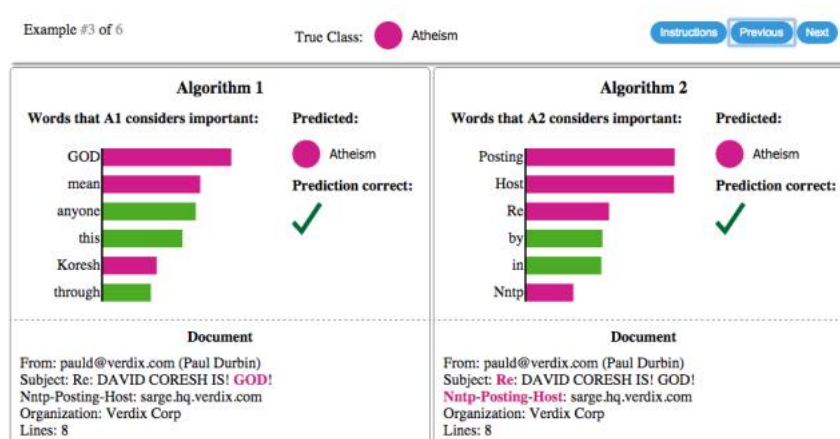 Example #3 of 6
True Class: Atheism
Instructions Previous Next
Algorithm 1
Words that A1 considers important:
Predicted:
GOD
mean
anyone
this
Koresh
through
Atheism
Prediction correct:
Document
From: pauld@verdix.com (Paul Durbin)
Subject: Re: DAVID CORESH IS! GOD!
Nntp-Posting-Host: sarge.hq.verdix.com
Organization: Verdix Corp
Lines: 8
Algorithm 2
Words that A2 considers important:
Predicted:
Posting
Host
Re
by
in
Nntp
Atheism
Prediction correct:
Document
From: pauld@verdix.com (Paul Durbin)
Subject: Re: DAVID CORESH IS! GOD!
Nntp-Posting-Host: sarge.hq.verdix.com
Organization: Verdix Corp
Lines: 8